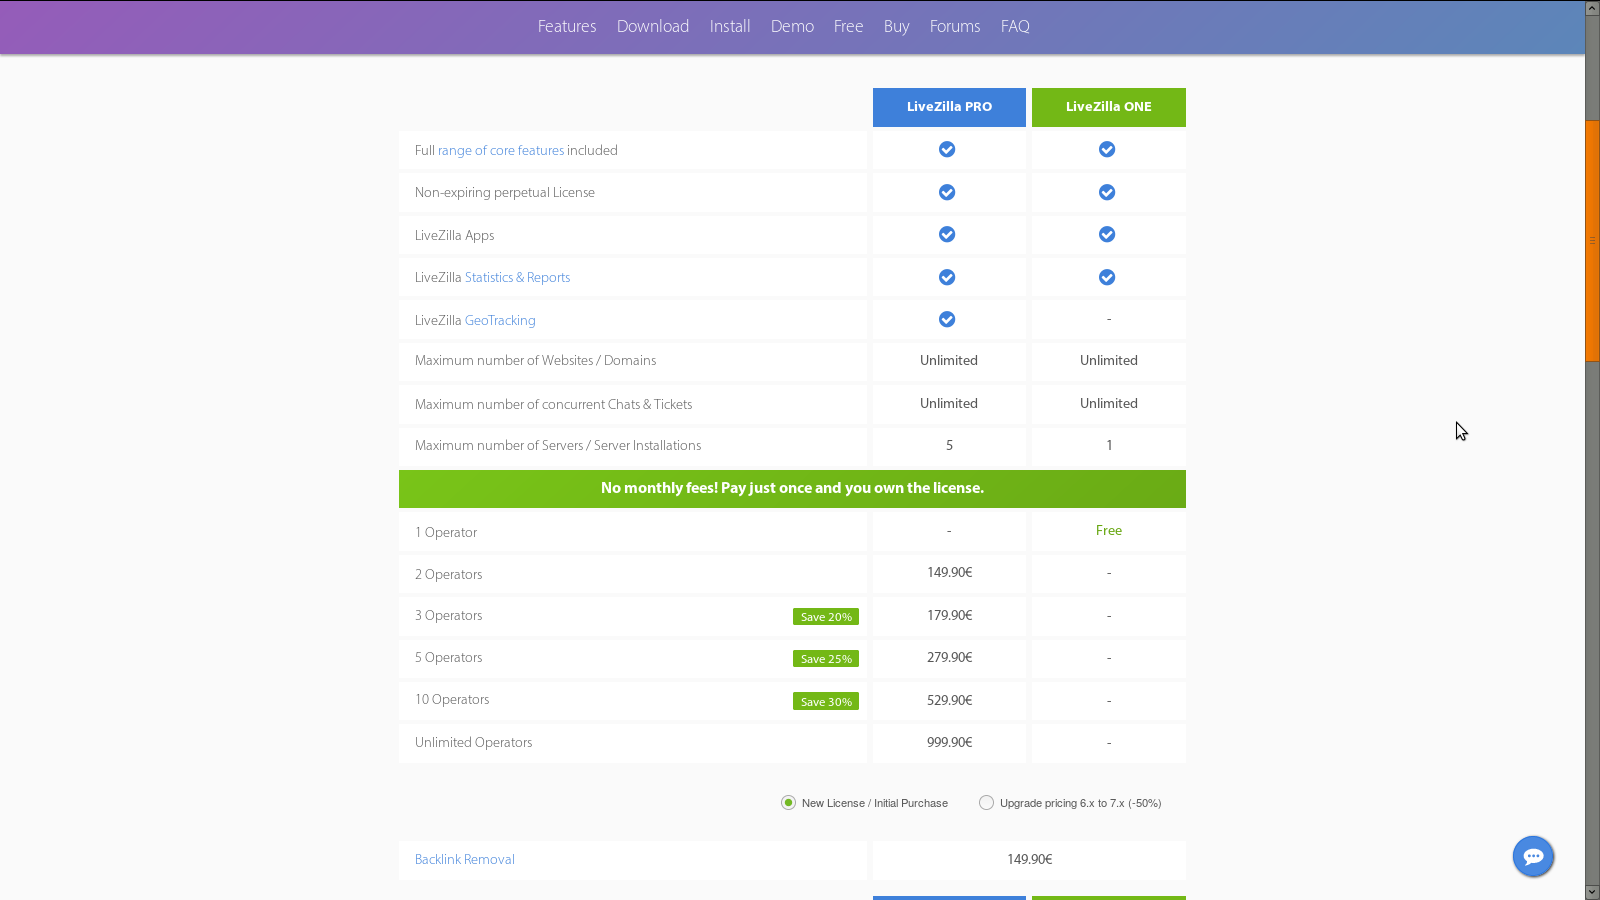 Features Download Install Demo Free Buy Forums FAQ
LiveZilla PRO LiveZilla ONE
Full range of core features included
Non-expiring perpetual License
LiveZilla Apps
LiveZilla Statistics & Reports
LiveZilla GeoTracking -
Maximum number of Websites / Domains Unlimited Unlimited
Maximum number of concurrent Chats & Tickets Unlimited Unlimited
Maximum number of Servers / Server Installations 5 1
No monthly fees! Pay just once and you own the license.
1 Operator - Free
2 Operators 149.90€ -
3 Operators Save 20% 179.90€ -
5 Operators Save 25% 279.90€ -
10 Operators Save 30% 529.90€ -
Unlimited Operators 999.90€ -
New License / Initial Purchase Upgrade pricing 6.x to 7.x (-50%)
Backlink Removal 149.90€